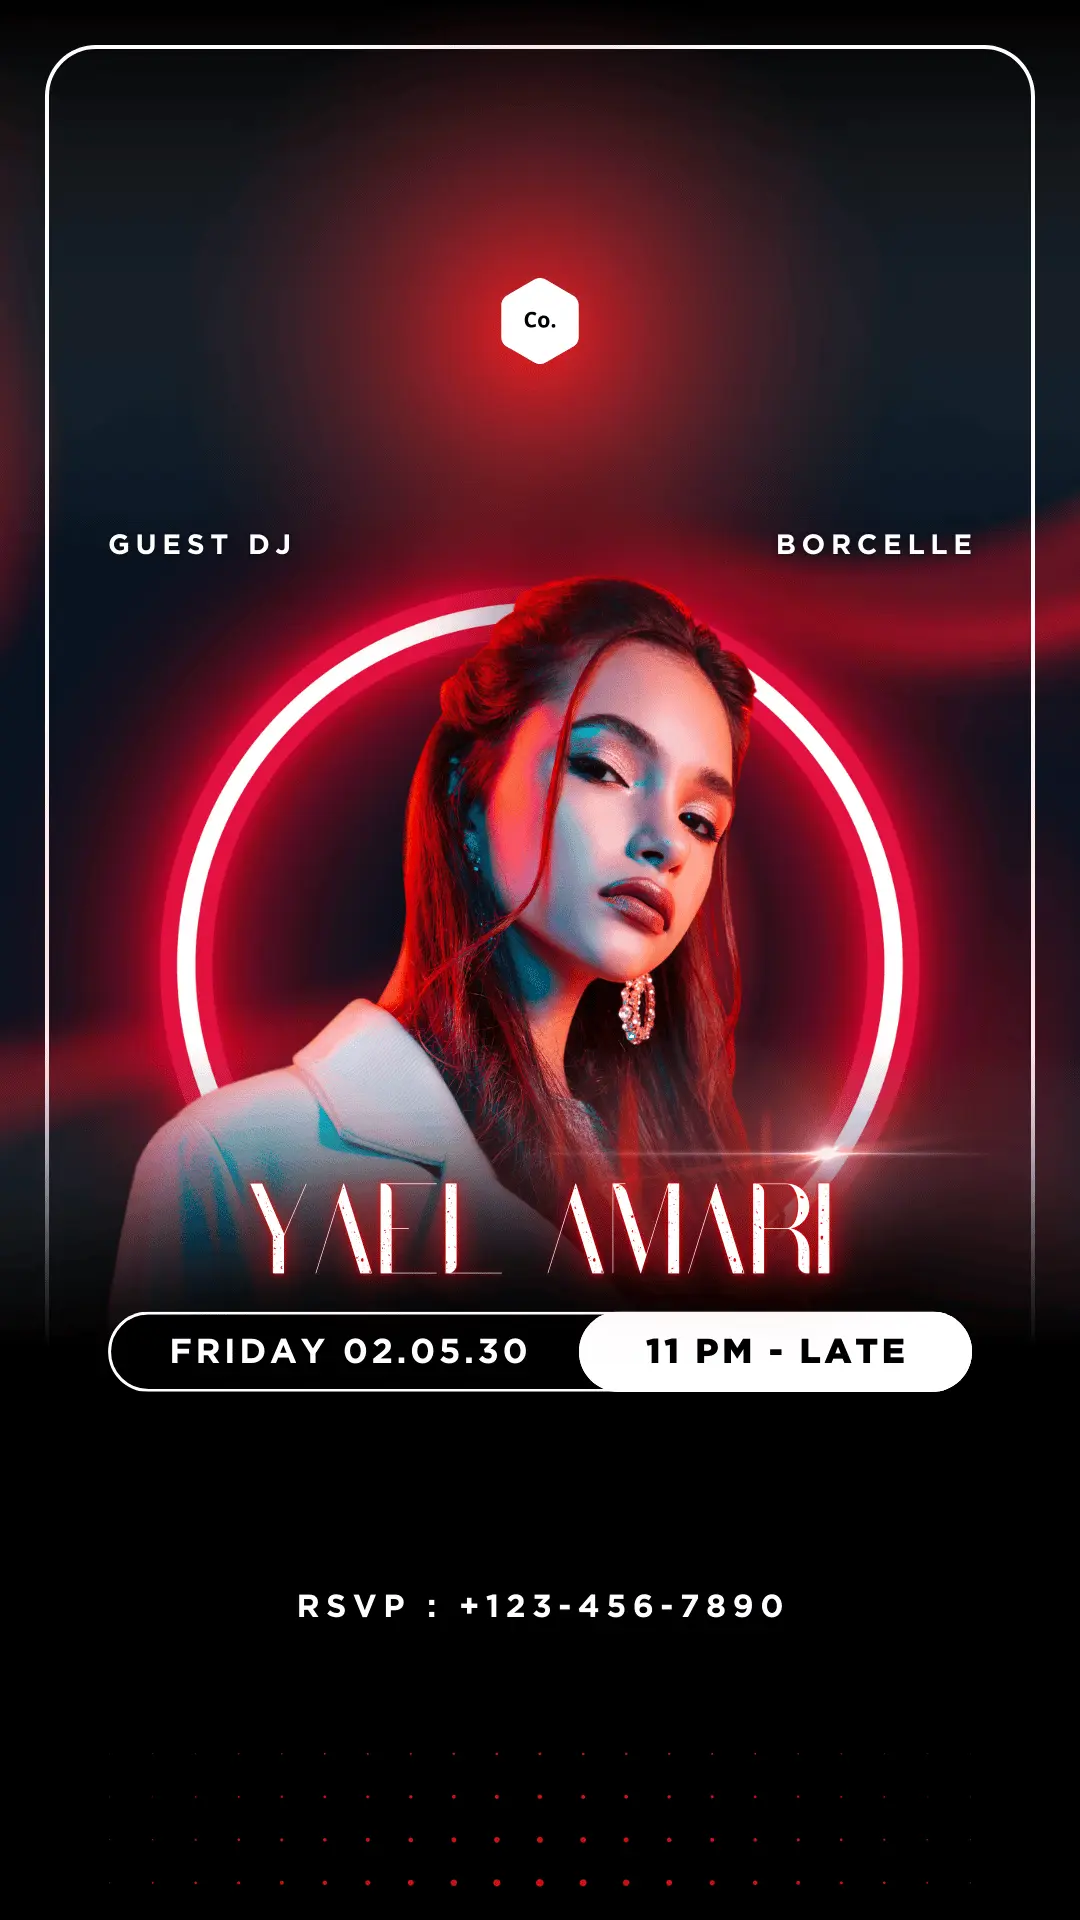 Co.
GUEST DJ
BORCELLE
YAEL AMARI
FRIDAY 02.05.30
11 PM - LATE
RSVP : +123-456-7890